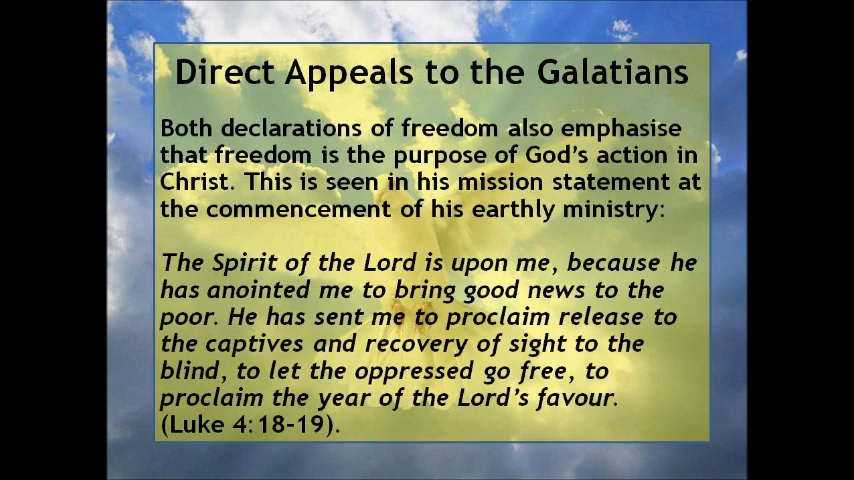 Direct Appeals to the Galatians
Both declarations of freedom also emphasise
that freedom is the purpose of God's action in
Christ. This is seen in his mission statement at
the commencement of his earthly ministry:
The Spirit of the Lord is upon me, because he
has anointed me to bring good news to the
poor. He has sent me to proclaim release to
the captives and recovery of sight to the
blind, to let the oppressed go free, to
proclaim the year of the Lord's favour.
(Luke 4:18-19).